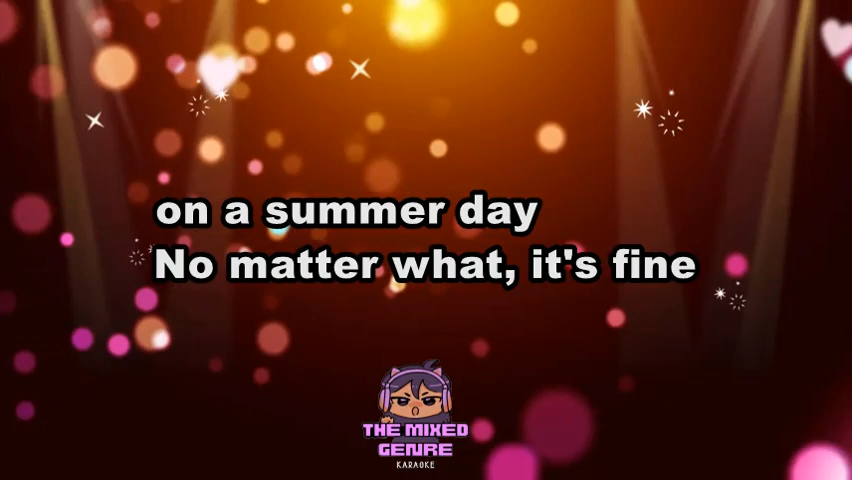 on a summer day
No matter what, it's fine
THE MIXED
GENRE
KARAOKE